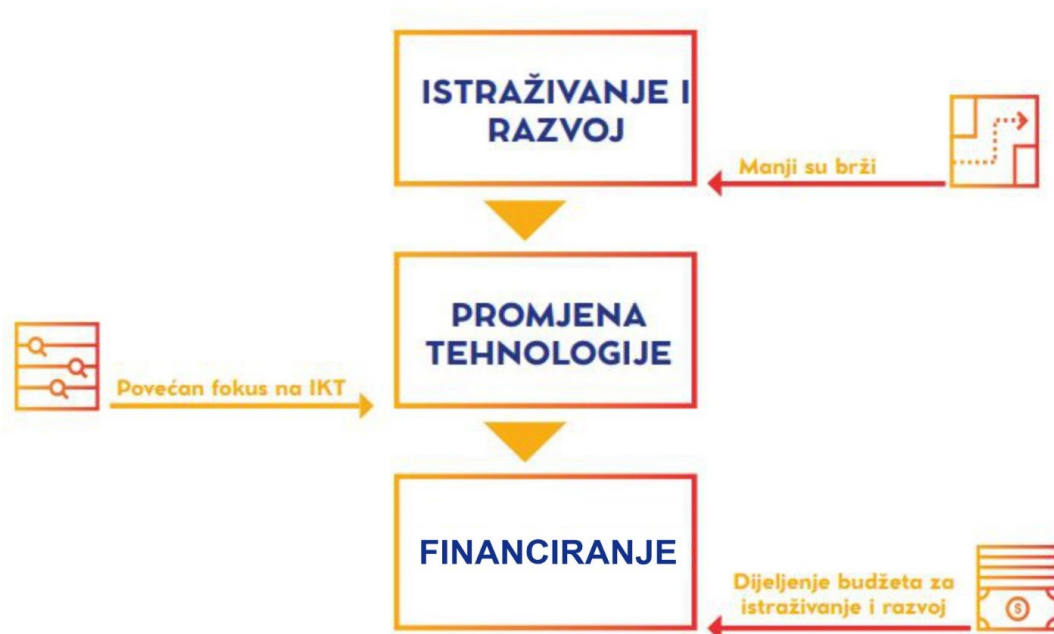 ISTRAŽIVANJE I
RAZVOJ
Manji su brži
PROMJENA
TEHNOLOGIJE
Povećan fokus na IKT
FINANCIRANJE
Dijeljenje budžeta za
istraživanje i razvoj
$